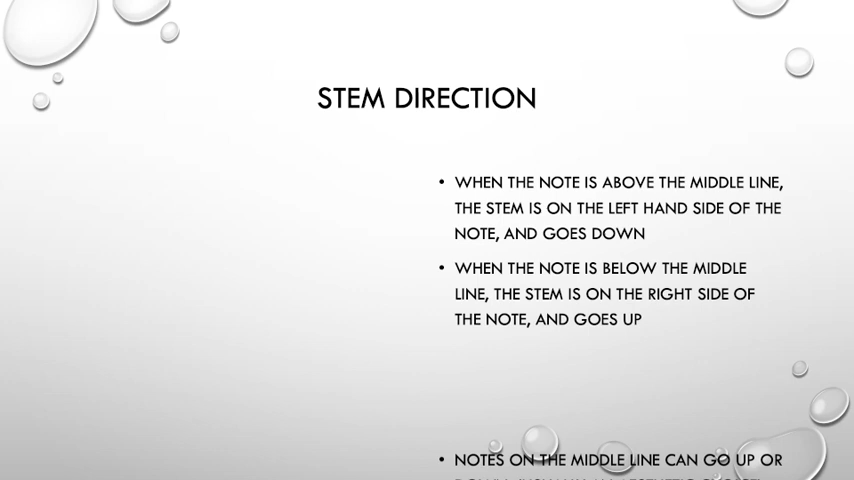 STEM DIRECTION
• WHEN THE NOTE IS ABOVE THE MIDDLE LINE,
THE STEM IS ON THE LEFT HAND SIDE OF THE
NOTE, AND GOES DOWN
• WHEN THE NOTE IS BELOW THE MIDDLE
LINE, THE STEM IS ON THE RIGHT SIDE OF
THE NOTE, AND GOES UP
• NOTES ON THE MIDDLE LINE CAN GO UP OR